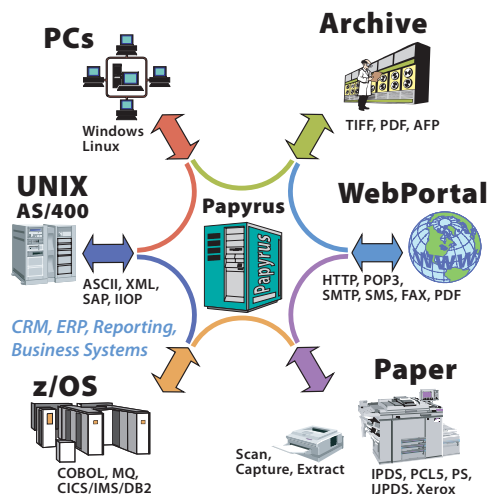 PCs
Windows
Linux
Archive
TIFF, PDF, AFP
UNIX
AS/400
ASCII, XML,
SAP, IIOP
Papyrus
Papyrus
WebPortal
HTTP, POP3,
SMTP, SMS, FAX, PDF
CRM, ERP, Reporting,
Business Systems
z/OS
COBOL, MQ,
CICS/IMS/DB2
Scan,
Capture, Extract
Paper
IPDS, PCL5, PS,
IJPDS, Xerox